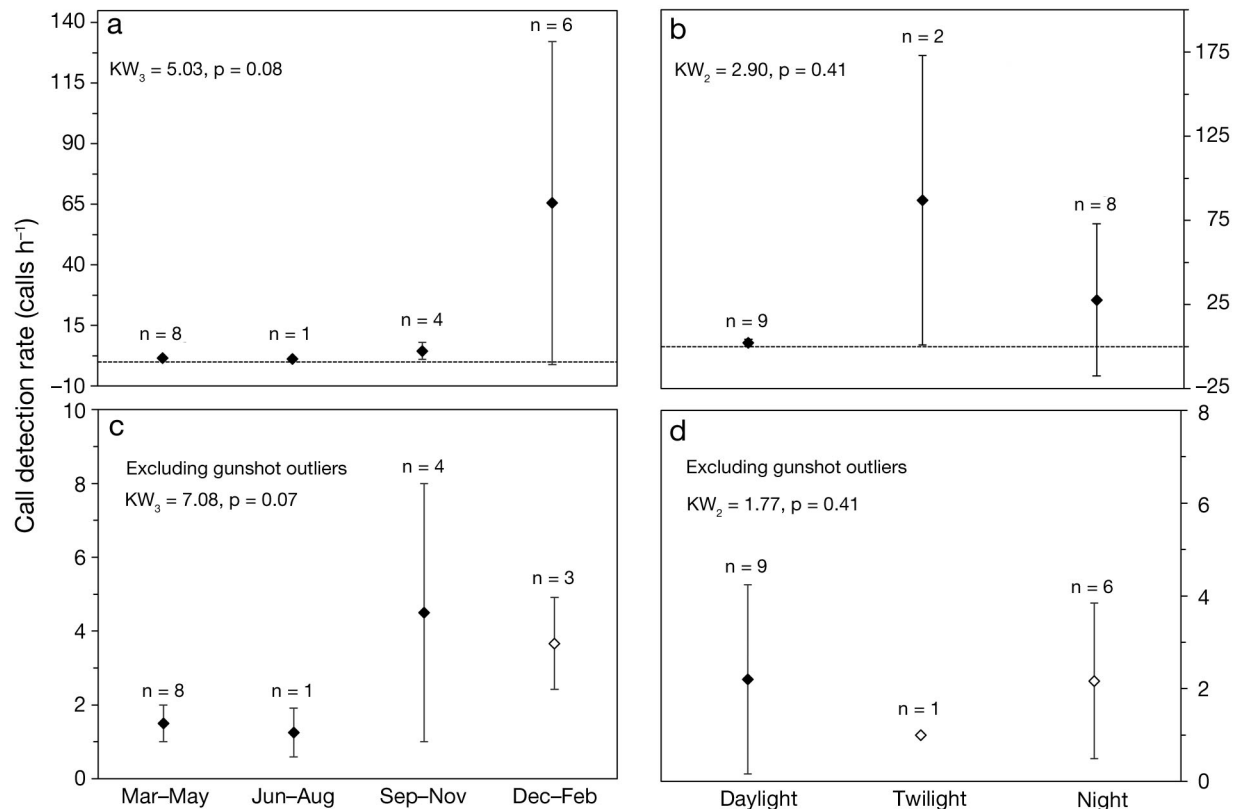 Call detection rate (calls h⁻¹)
a
KW₃ = 5.03, p = 0.08
140
115
90
65
40
15
–10
n = 8
n = 1
n = 4
n = 6
b
KW₂ = 2.90, p = 0.41
n = 9
n = 2
n = 8
175
125
75
25
–25
c
Excluding gunshot outliers
KW₃ = 7.08, p = 0.07
10
8
6
4
2
0
n = 8
n = 1
n = 4
n = 3
Mar–May Jun–Aug Sep–Nov Dec–Feb
d
Excluding gunshot outliers
KW₂ = 1.77, p = 0.41
n = 9
n = 1
n = 6
8
6
4
2
0
Daylight Twilight Night